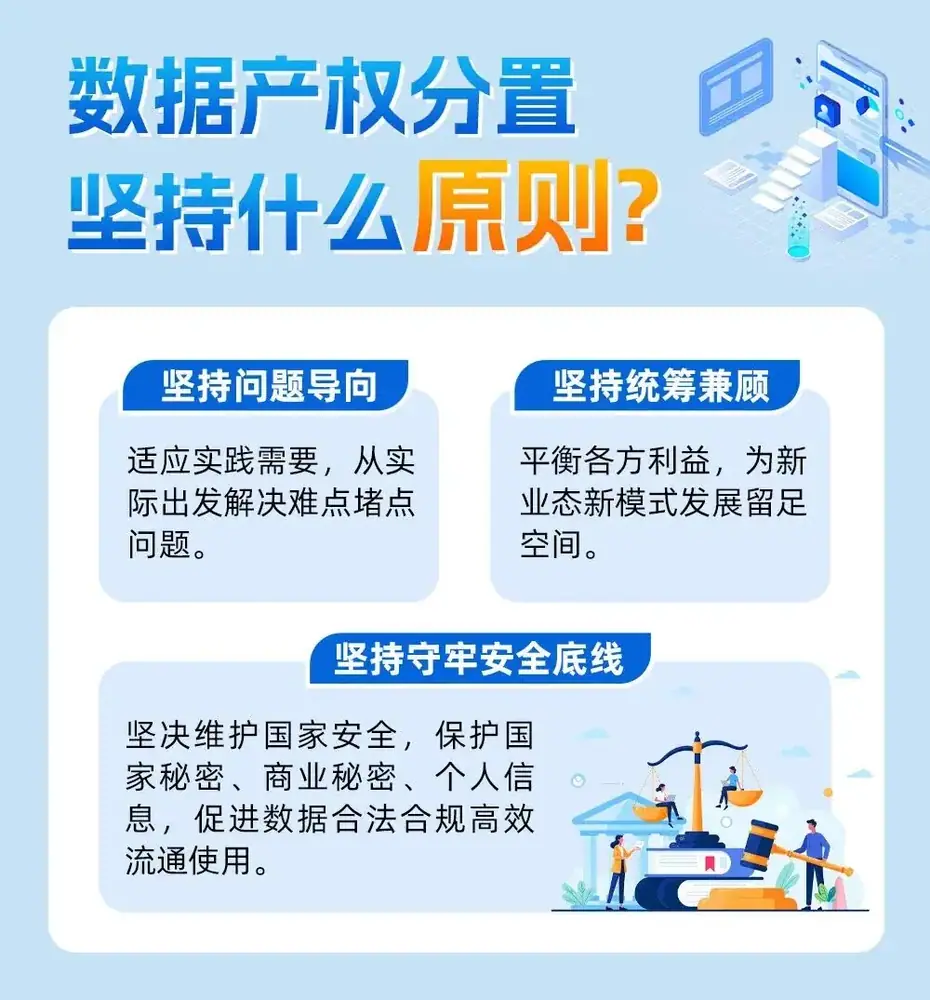 数据产权分置
坚持什么原则?
坚持问题导向
适应实践需要，从实
际出发解决难点堵点
问题。
坚持统筹兼顾
平衡各方利益，为新
业态新模式发展留足
空间。
坚持守牢安全底线
坚决维护国家安全，保护国
家秘密、商业秘密、个人信
息，促进数据合法合规高效
流通使用。